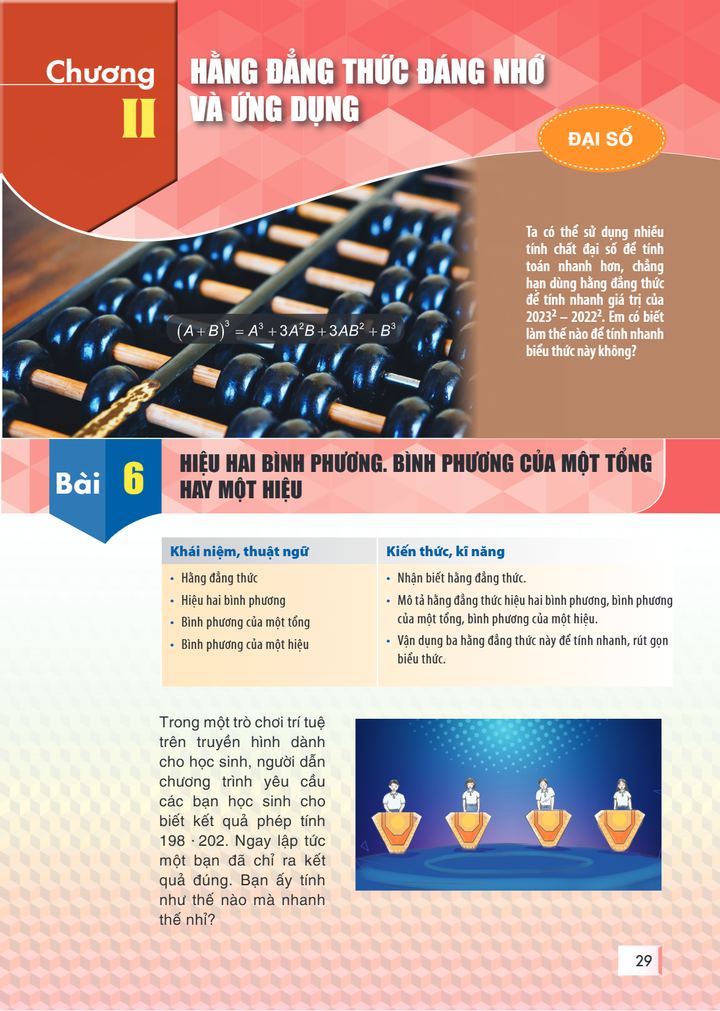 Chương
II
HẰNG ĐẲNG THỨC ĐÁNG NHỚ
VÀ ỨNG DỤNG
ĐẠI SỐ
Ta có thể sử dụng nhiều
tính chất đại số để tính
toán nhanh hơn, chẳng
hạn dùng hằng đẳng thức
để tính nhanh giá trị của
2023² – 2022². Em có biết
làm thế nào để tính nhanh
biểu thức này không?
(A + B)³ = A³ + 3A²B + 3AB² + B³
Bài 6
HIỆU HAI BÌNH PHƯƠNG. BÌNH PHƯƠNG CỦA MỘT TỔNG
HAY MỘT HIỆU
Khái niệm, thuật ngữ
• Hằng đẳng thức
• Hiệu hai bình phương
• Bình phương của một tổng
• Bình phương của một hiệu
Kiến thức, kĩ năng
• Nhận biết hằng đẳng thức.
• Mô tả hằng đẳng thức hiệu hai bình phương, bình phương
của một tổng, bình phương của một hiệu.
• Vận dụng ba hằng đẳng thức này để tính nhanh, rút gọn
biểu thức.
Trong một trò chơi trí tuệ
trên truyền hình dành
cho học sinh, người dẫn
chương trình yêu cầu
các bạn học sinh cho
biết kết quả phép tính
198 · 202. Ngay lập tức
một bạn đã chỉ ra kết
quả đúng. Bạn ấy tính
như thế nào mà nhanh
thế nhỉ?
29